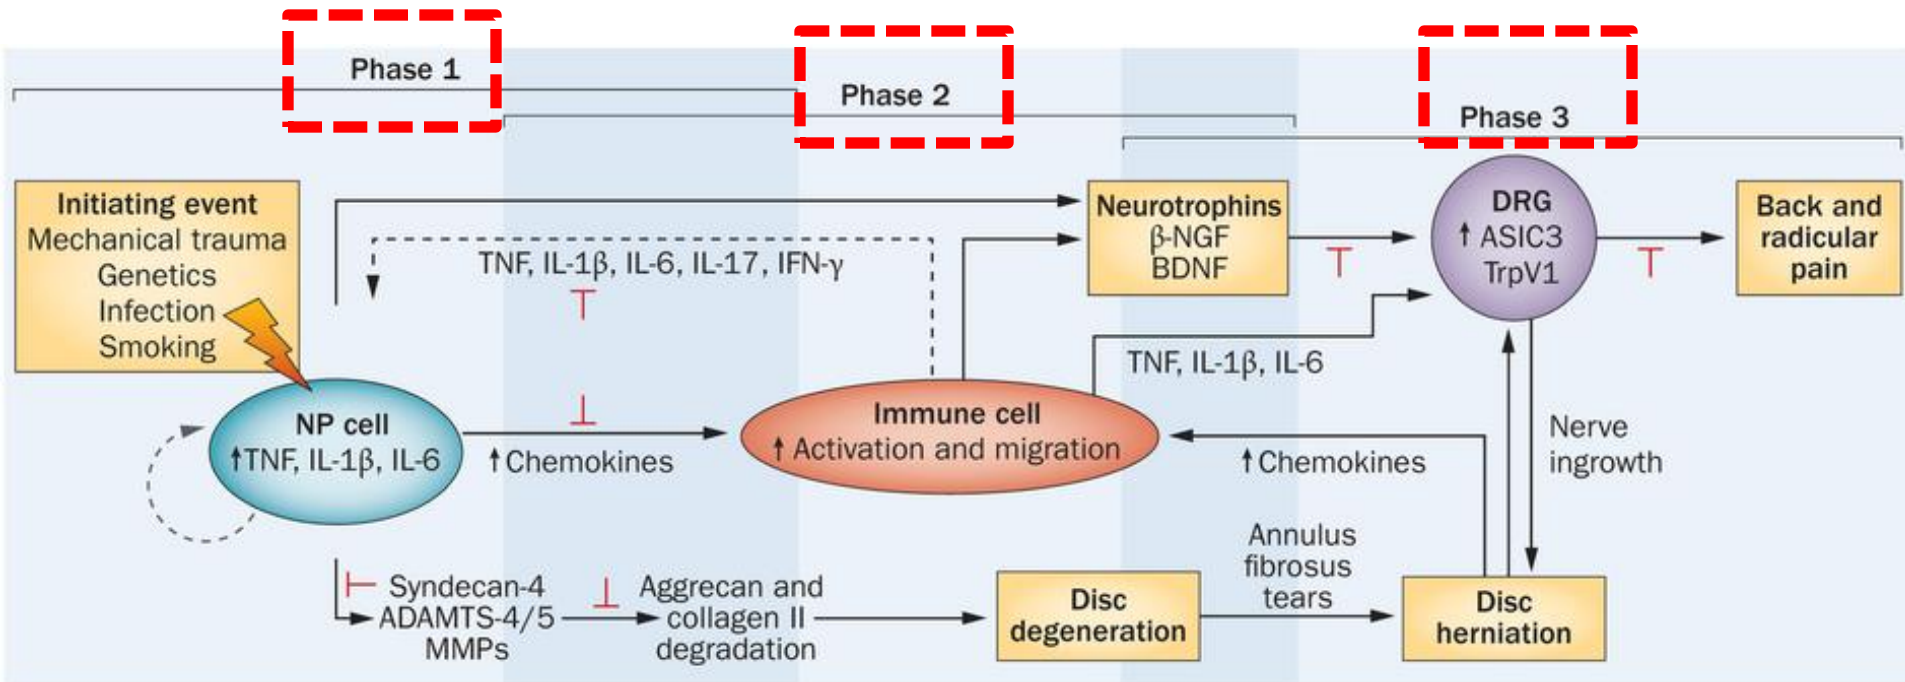 Phase 1
Phase 2
Phase 3
Initiating event
Mechanical trauma
Genetics
Infection
Smoking
TNF, IL-1β, IL-6, IL-17, IFN-γ
Neurotrophins
β-NGF
BDNF
DRG
↑ ASIC3
TrpV1
Back and
radicular
pain
TNF, IL-1β, IL-6
NP cell
↑TNF, IL-1β, IL-6
↑Chemokines
Immune cell
↑ Activation and migration
↑Chemokines
Nerve
ingrowth
Syndecan-4
ADAMTS-4/5
MMPs
Aggrecan and
collagen II
degradation
Disc
degeneration
Annulus
fibrosus
tears
Disc
herniation